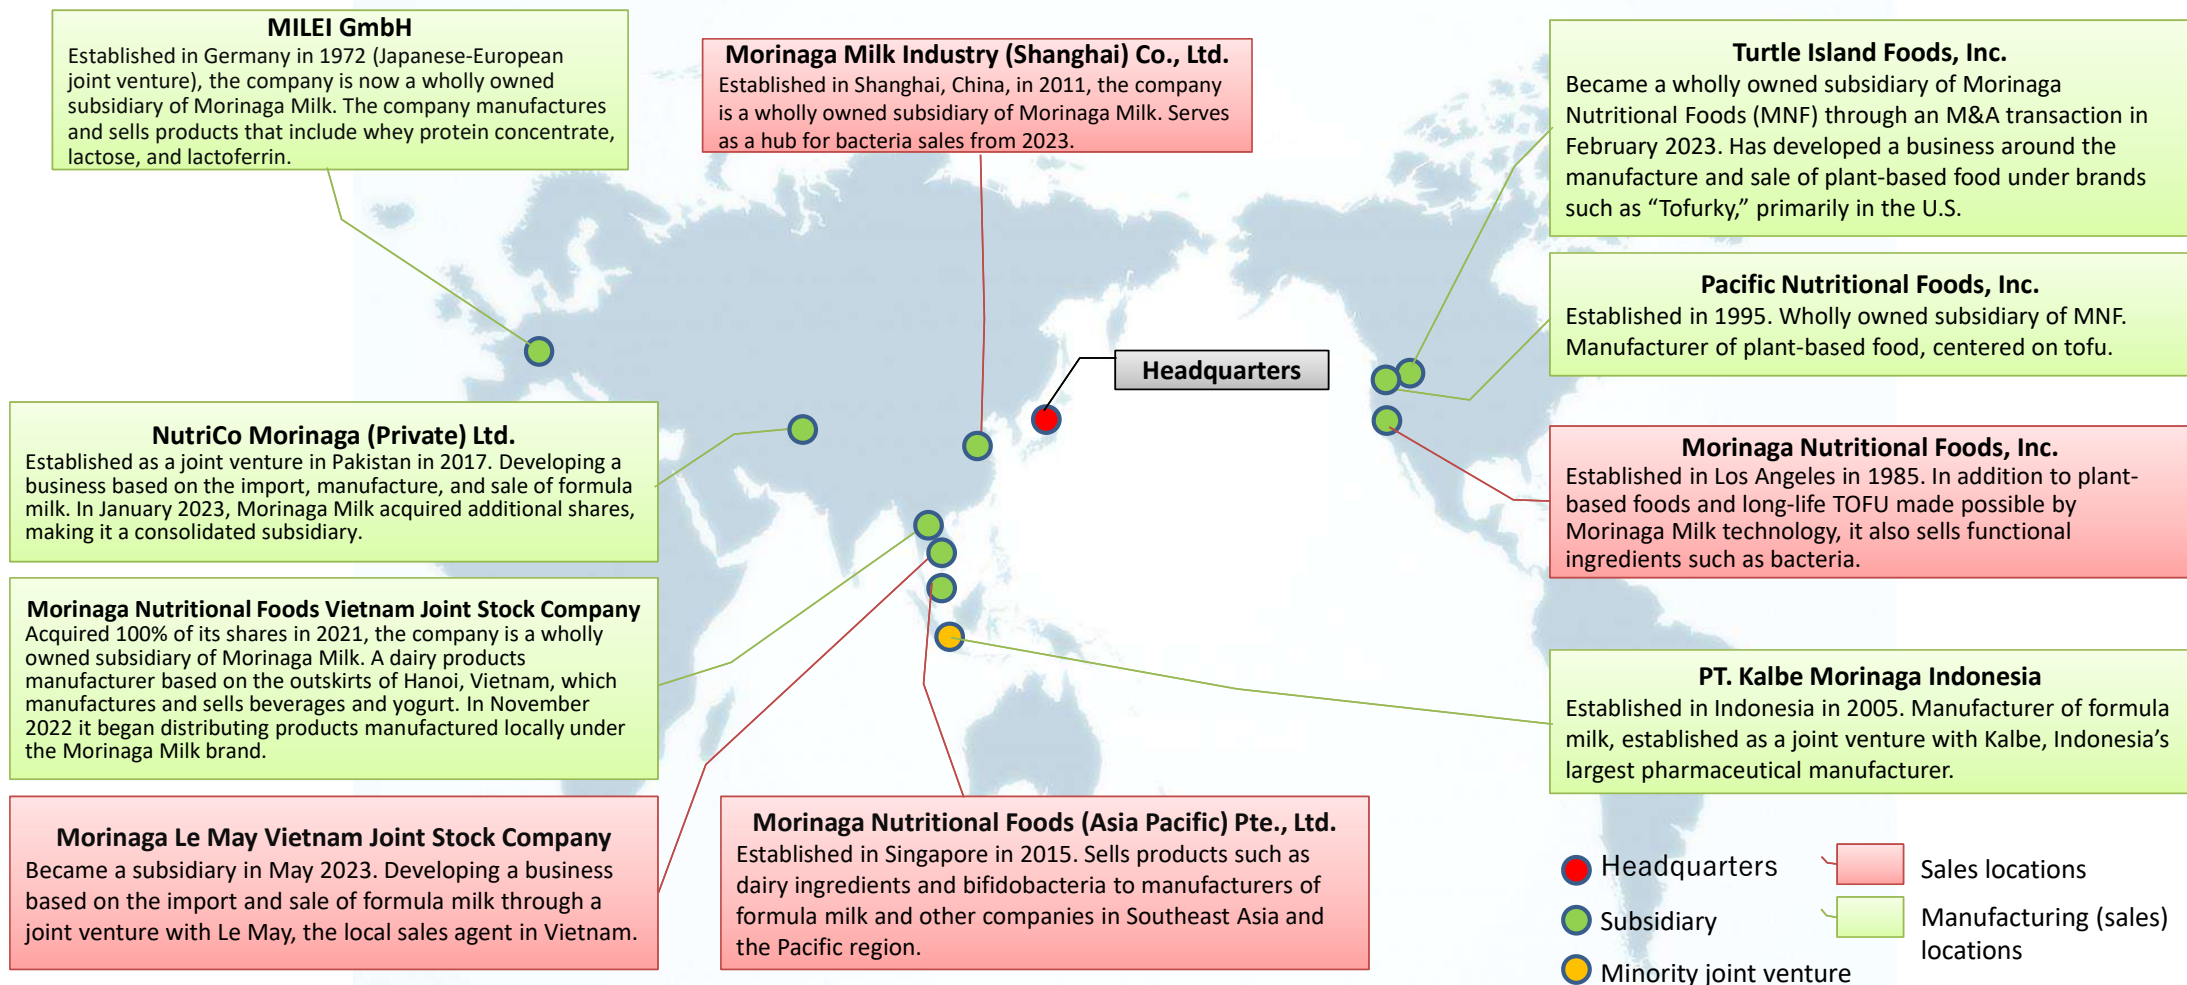 MILEI GmbH
Established in Germany in 1972 (Japanese-European
joint venture), the company is now a wholly owned
subsidiary of Morinaga Milk. The company manufactures
and sells products that include whey protein concentrate,
lactose, and lactoferrin.
Morinaga Milk Industry (Shanghai) Co., Ltd.
Established in Shanghai, China, in 2011, the company
is a wholly owned subsidiary of Morinaga Milk. Serves
as a hub for bacteria sales from 2023.
Turtle Island Foods, Inc.
Became a wholly owned subsidiary of Morinaga
Nutritional Foods (MNF) through an M&A transaction in
February 2023. Has developed a business around the
manufacture and sale of plant-based food under brands
such as “Tofurky,” primarily in the U.S.
Pacific Nutritional Foods, Inc.
Established in 1995. Wholly owned subsidiary of MNF.
Manufacturer of plant-based food, centered on tofu.
Headquarters
NutriCo Morinaga (Private) Ltd.
Established as a joint venture in Pakistan in 2017. Developing a
business based on the import, manufacture, and sale of formula
milk. In January 2023, Morinaga Milk acquired additional shares,
making it a consolidated subsidiary.
Morinaga Nutritional Foods, Inc.
Established in Los Angeles in 1985. In addition to plant-
based foods and long-life TOFU made possible by
Morinaga Milk technology, it also sells functional
ingredients such as bacteria.
Morinaga Nutritional Foods Vietnam Joint Stock Company
Acquired 100% of its shares in 2021, the company is a wholly
owned subsidiary of Morinaga Milk. A dairy products
manufacturer based on the outskirts of Hanoi, Vietnam, which
manufactures and sells beverages and yogurt. In November
2022 it began distributing products manufactured locally under
the Morinaga Milk brand.
PT. Kalbe Morinaga Indonesia
Established in Indonesia in 2005. Manufacturer of formula
milk, established as a joint venture with Kalbe, Indonesia’s
largest pharmaceutical manufacturer.
Morinaga Le May Vietnam Joint Stock Company
Became a subsidiary in May 2023. Developing a business
based on the import and sale of formula milk through a
joint venture with Le May, the local sales agent in Vietnam.
Morinaga Nutritional Foods (Asia Pacific) Pte., Ltd.
Established in Singapore in 2015. Sells products such as
dairy ingredients and bifidobacteria to manufacturers of
formula milk and other companies in Southeast Asia and
the Pacific region.
Headquarters
Subsidiary
Minority joint venture
Sales locations
Manufacturing (sales)
locations